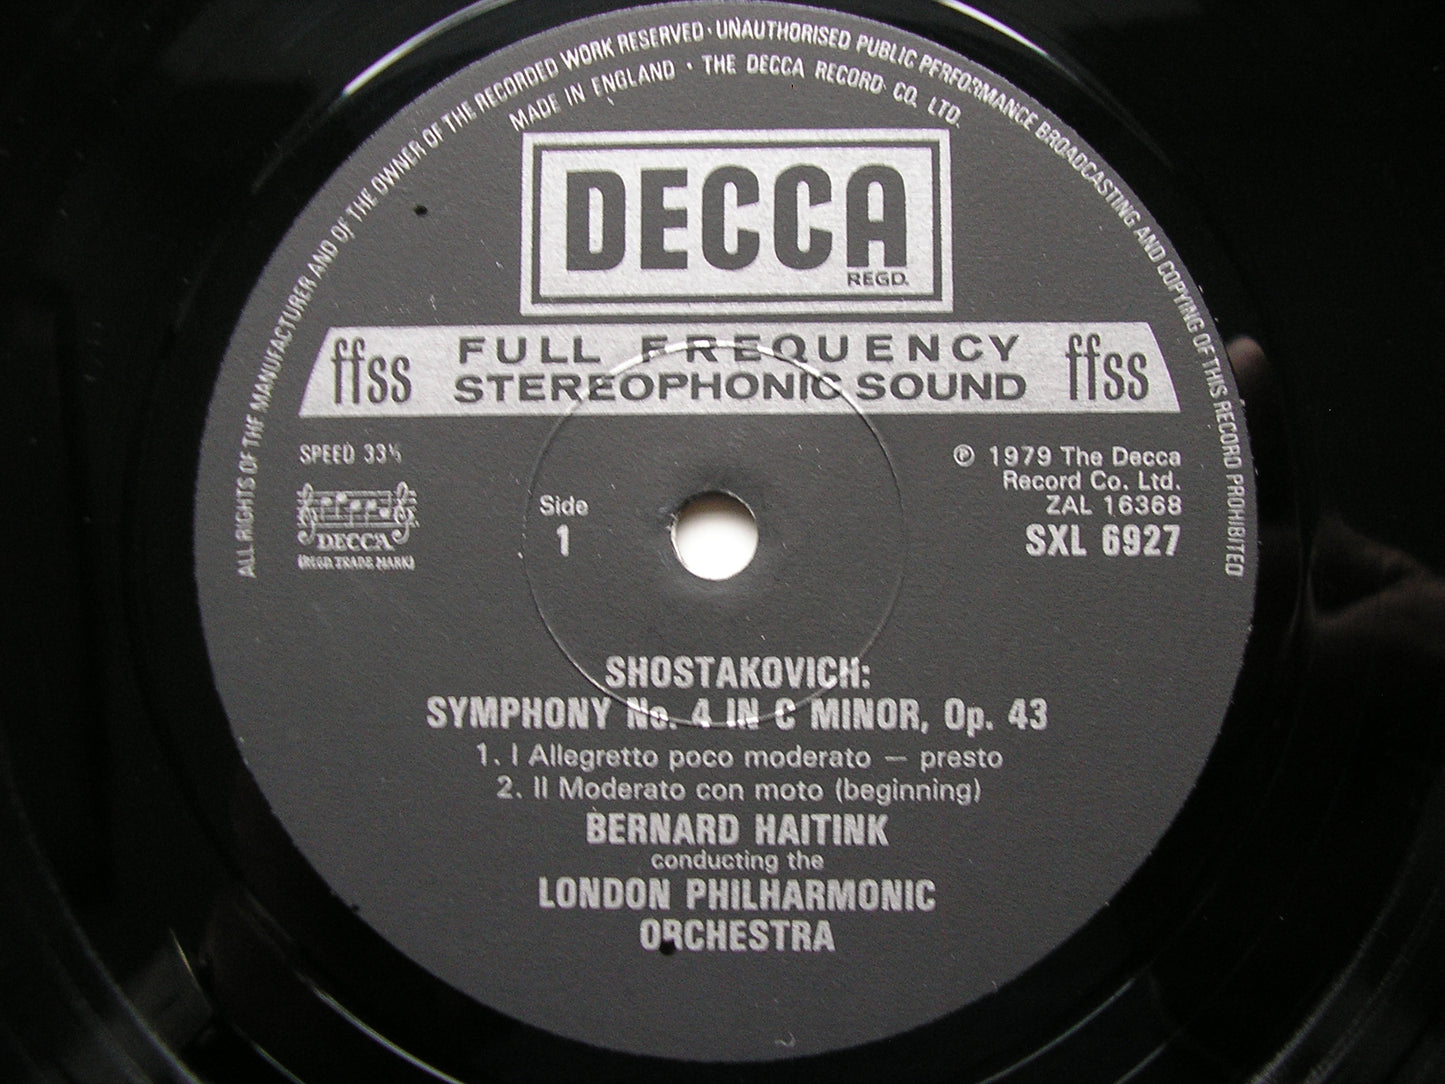 ALL RIGHTS OF THE MANUFACTURER AND OF THE OWNER OF THE RECORDED WORK RESERVED · UNAUTHORISED PUBLIC PERFORMANCE BROADCASTING AND COPYING OF THIS RECORD PROHIBITED
MADE IN ENGLAND · THE DECCA RECORD CO. LTD.
DECCA
REGD.
ffss FULL FREQUENCY STEREOPHONIC SOUND ffss
SPEED 33⅓
DECCA
(REGD. TRADE MARK)
Side
1
℗ 1979 The Decca
Record Co. Ltd.
ZAL 16368
SXL 6927
SHOSTAKOVICH:
SYMPHONY No. 4 IN C MINOR, Op. 43
1. I Allegretto poco moderato — presto
2. II Moderato con moto (beginning)
BERNARD HAITINK
conducting the
LONDON PHILHARMONIC
ORCHESTRA